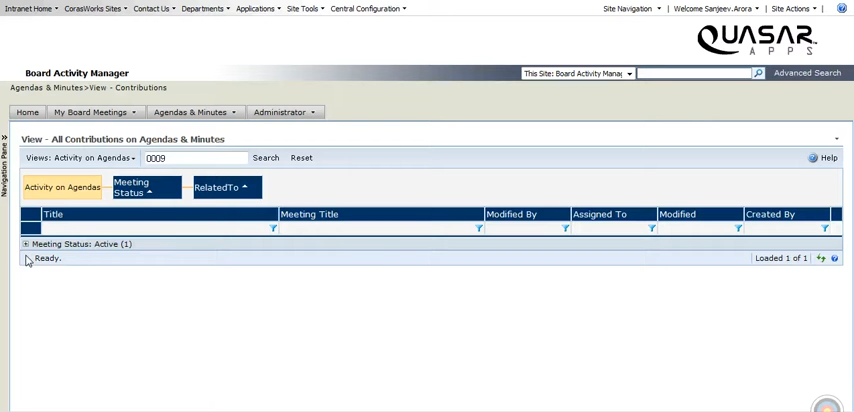 Intranet Home CorasWorks Sites Contact Us Departments Applications Site Tools Central Configuration Site Navigation Welcome Sanjeev.Arora Site Actions
QUASAR
APPS
Board Activity Manager This Site: Board Activity Manag Advanced Search
Agendas & Minutes>View - Contributions
Home My Board Meetings Agendas & Minutes Administrator
Navigation Pane
View - All Contributions on Agendas & Minutes
Views: Activity on Agendas 0009 Search Reset Help
Activity on Agendas Meeting Status RelatedTo
Title Meeting Title Modified By Assigned To Modified Created By
Meeting Status: Active (1)
Ready. Loaded 1 of 1